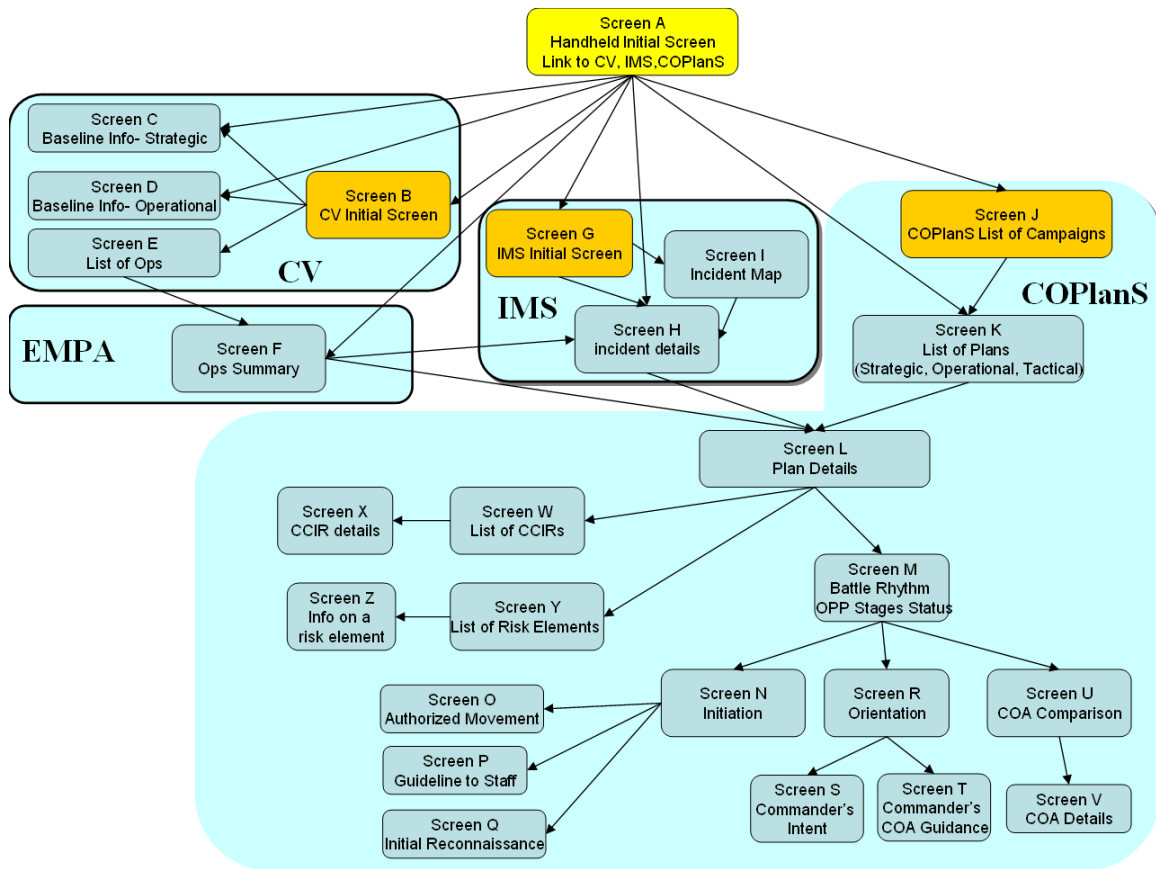 Screen A
Handheld Initial Screen
Link to CV, IMS,COPlanS
Screen C
Baseline Info- Strategic
Screen D
Baseline Info- Operational
Screen B
CV Initial Screen
Screen E
List of Ops
CV
Screen G
IMS Initial Screen
Screen I
Incident Map
IMS
Screen H
incident details
Screen J
COPlanS List of Campaigns
COPlanS
Screen K
List of Plans
(Strategic, Operational, Tactical)
EMPA
Screen F
Ops Summary
Screen L
Plan Details
Screen X
CCIR details
Screen W
List of CCIRs
Screen Z
Info on a
risk element
Screen Y
List of Risk Elements
Screen M
Battle Rhythm
OPP Stages Status
Screen O
Authorized Movement
Screen P
Guideline to Staff
Screen Q
Initial Reconnaissance
Screen N
Initiation
Screen R
Orientation
Screen U
COA Comparison
Screen S
Commander's
Intent
Screen T
Commander's
COA Guidance
Screen V
COA Details